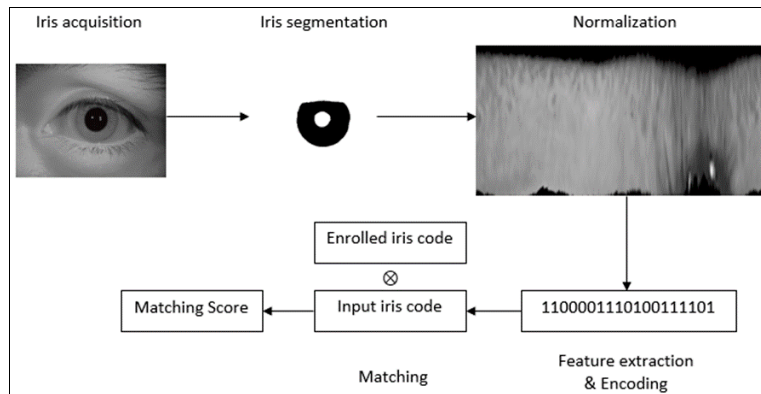 Iris acquisition
Iris segmentation
Normalization
Enrolled iris code
⊗
Matching Score
Input iris code
1100001110100111101
Matching
Feature extraction
& Encoding